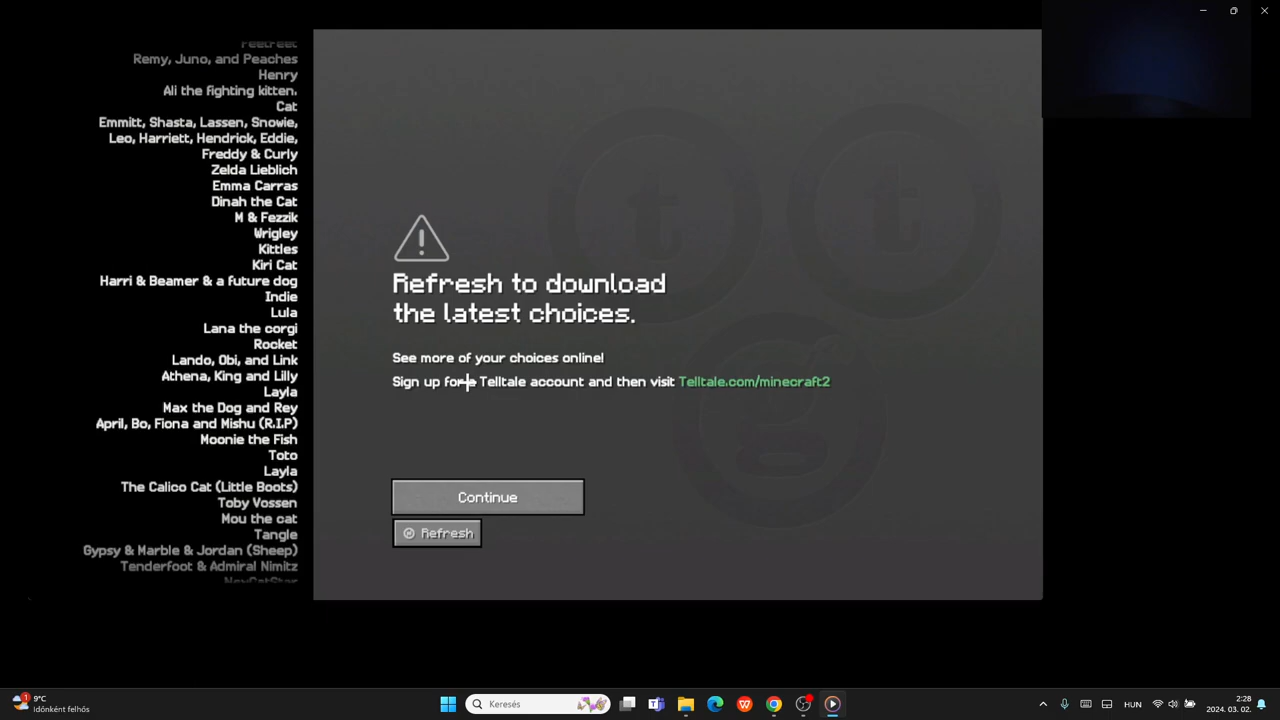 Feetfeet
Remy, Juno, and Peaches
Henry
Ali the fighting kitten.
Cat
Emmitt, Shasta, Lassen, Snowie,
Leo, Harriett, Hendrick, Eddie,
Freddy & Curly
Zelda Lieblich
Emma Carras
Dinah the Cat
M & Fezzik
Wrigley
Kittles
Kiri Cat
Harri & Beamer & a future dog
Indie
Lula
Lana the corgi
Rocket
Lando, Obi, and Link
Athena, King and Lilly
Layla
Max the Dog and Rey
April, Bo, Fiona and Mishu (R.I.P)
Moonie the Fish
Toto
Layla
The Calico Cat (Little Boots)
Toby Vossen
Mou the cat
Tangle
Gypsy & Marble & Jordan (Sheep)
Tenderfoot & Admiral Nimitz
Refresh to download
the latest choices.
See more of your choices online!
Sign up for a Telltale account and then visit Telltale.com/minecraft2
Continue
Refresh
1
9°C
Időnként felhős
Keresés
HUN
2:28
2024. 03. 02.